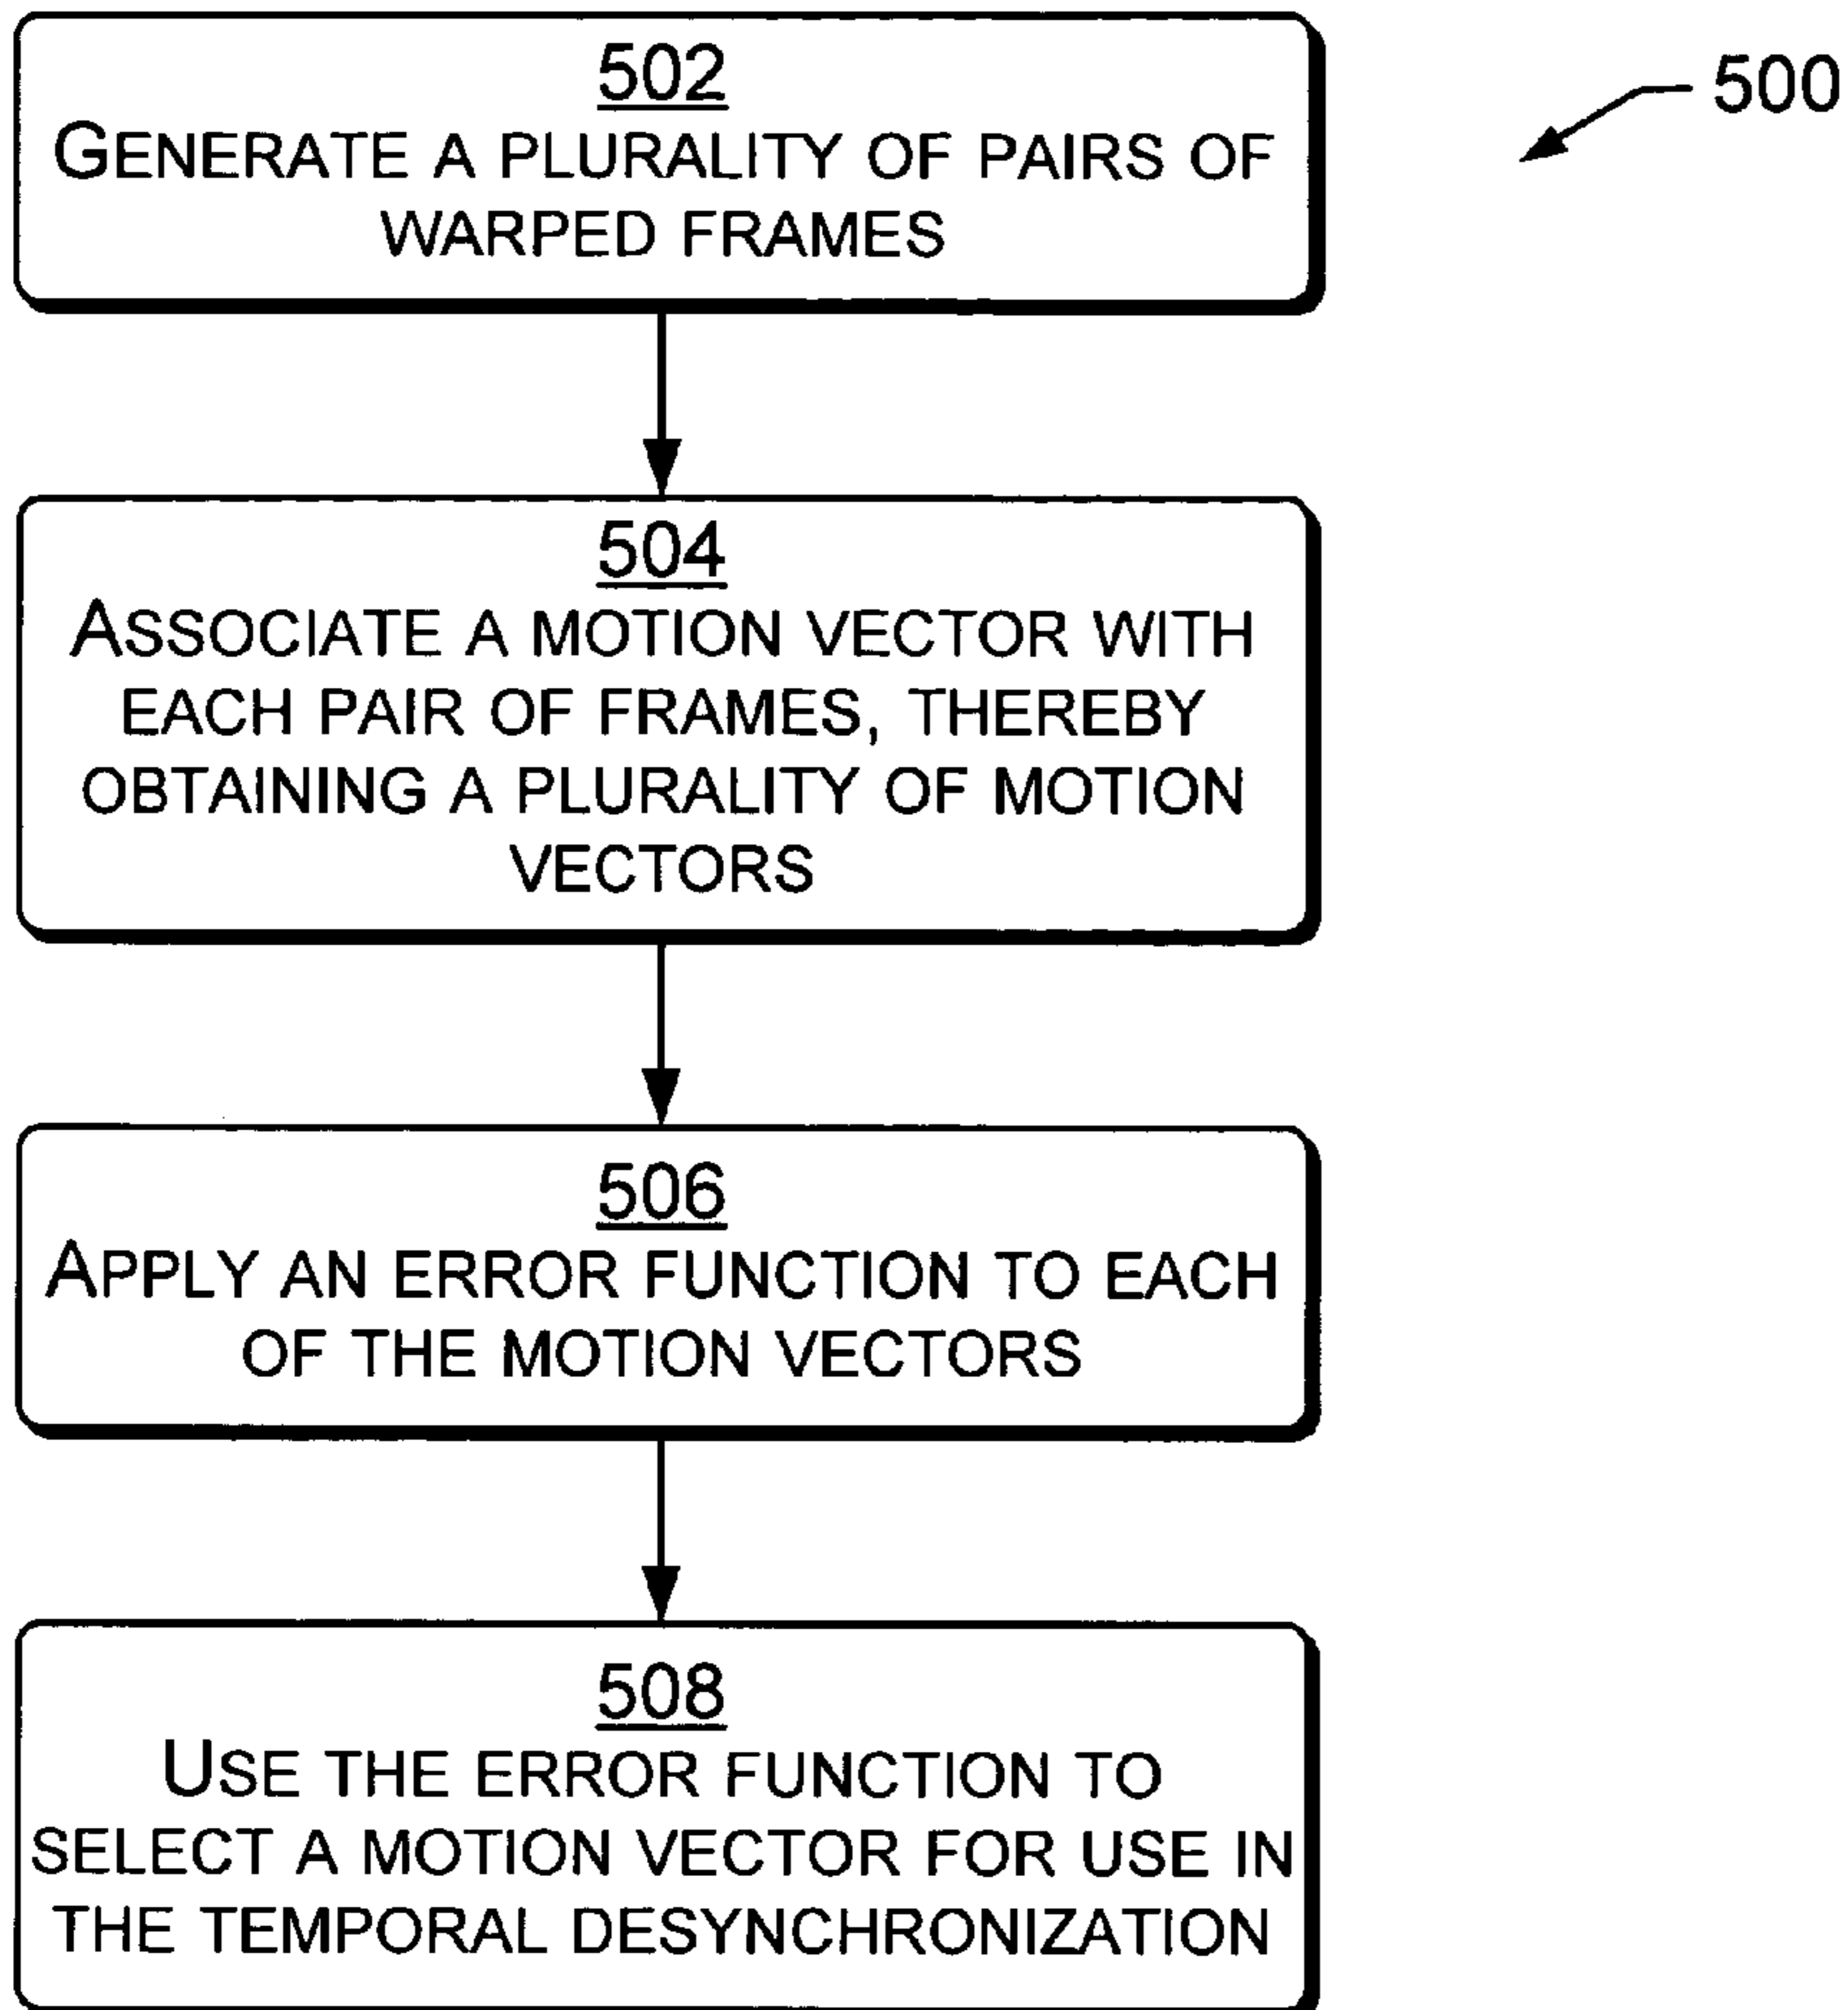 502
GENERATE A PLURALITY OF PAIRS OF
WARPED FRAMES
500
504
ASSOCIATE A MOTION VECTOR WITH
EACH PAIR OF FRAMES, THEREBY
OBTAINING A PLURALITY OF MOTION
VECTORS
506
APPLY AN ERROR FUNCTION TO EACH
OF THE MOTION VECTORS
508
USE THE ERROR FUNCTION TO
SELECT A MOTION VECTOR FOR USE IN
THE TEMPORAL DESYNCHRONIZATION